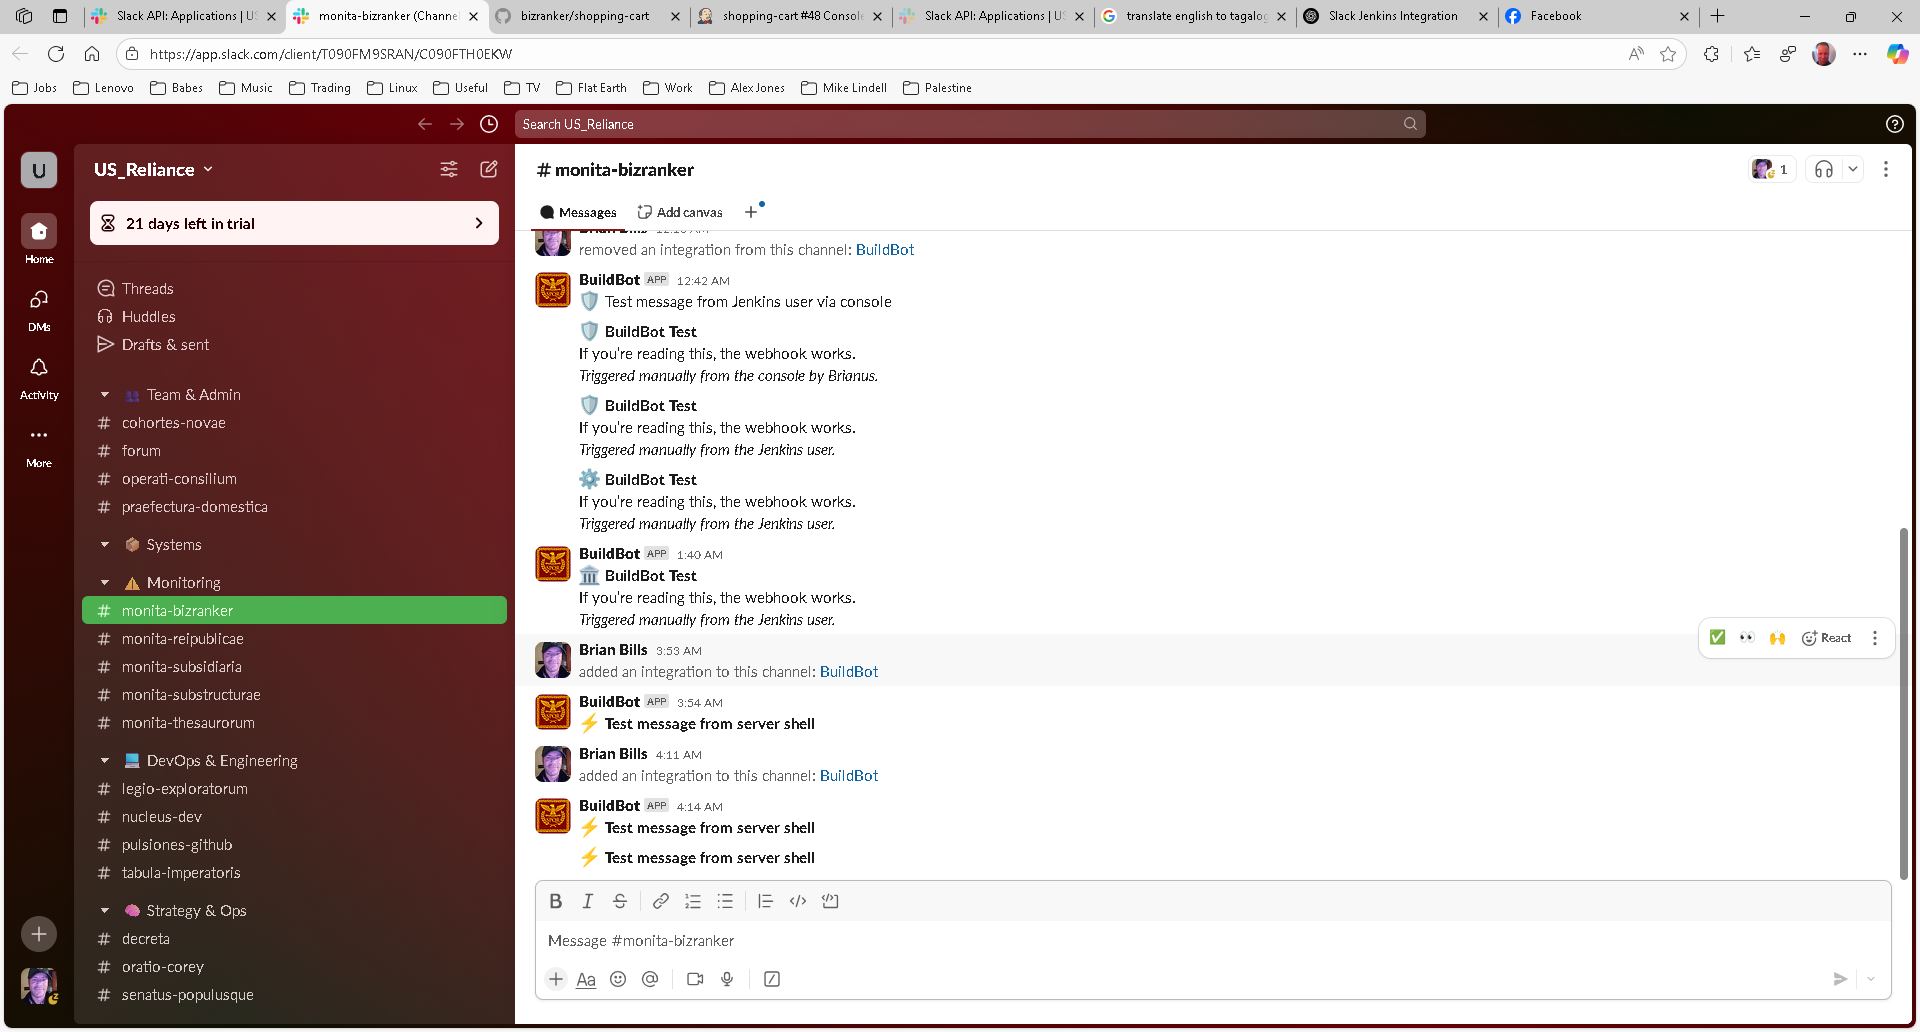 Slack API: Applications | US
monita-bizranker (Channel
bizranker/shopping-cart
shopping-cart #48 Console
Slack API: Applications | US
translate english to tagalog
Slack Jenkins Integration
Facebook
https://app.slack.com/client/T090FM9SRAN/C090FTH0EKW
Jobs
Lenovo
Babes
Music
Trading
Linux
Useful
TV
Flat Earth
Work
Alex Jones
Mike Lindell
Palestine
Search US_Reliance
U
Home
DMs
Activity
More
US_Reliance
21 days left in trial
Threads
Huddles
Drafts & sent
Team & Admin
# cohortes-novae
# forum
# operati-consilium
# praefectura-domestica
Systems
Monitoring
# monita-bizranker
# monita-reipublicae
# monita-subsidiaria
# monita-substructurae
# monita-thesaurorum
DevOps & Engineering
# legio-exploratorum
# nucleus-dev
# pulsiones-github
# tabula-imperatoris
Strategy & Ops
# decreta
# oratio-corey
# senatus-populusque
# monita-bizranker
1
Messages
Add canvas
Brian Bills
removed an integration from this channel: BuildBot
BuildBot APP 12:42 AM
Test message from Jenkins user via console
BuildBot Test
If you're reading this, the webhook works.
Triggered manually from the console by Brianus.
BuildBot Test
If you're reading this, the webhook works.
Triggered manually from the Jenkins user.
BuildBot Test
If you're reading this, the webhook works.
Triggered manually from the Jenkins user.
BuildBot APP 1:40 AM
BuildBot Test
If you're reading this, the webhook works.
Triggered manually from the Jenkins user.
React
Brian Bills 3:53 AM
added an integration to this channel: BuildBot
BuildBot APP 3:54 AM
Test message from server shell
Brian Bills 4:11 AM
added an integration to this channel: BuildBot
BuildBot APP 4:14 AM
Test message from server shell
Test message from server shell
B I S
Message #monita-bizranker
Aa